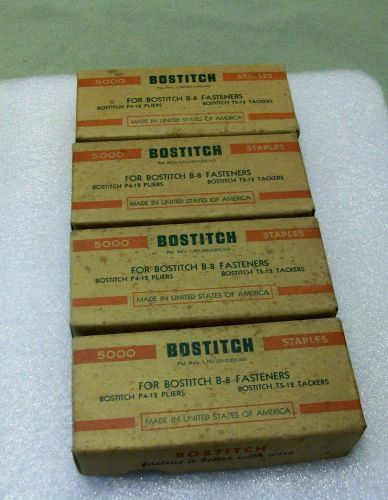 5000 BOSTITCH STAPLES
FOR BOSTITCH B-8 FASTENERS
BOSTITCH P4-12 PLIERS BOSTITCH T5-12 TACKERS
MADE IN UNITED STATES OF AMERICA
5000 BOSTITCH STAPLES
FOR BOSTITCH B-8 FASTENERS
BOSTITCH P4-12 PLIERS BOSTITCH T5-12 TACKERS
MADE IN UNITED STATES OF AMERICA
5000 BOSTITCH STAPLES
FOR BOSTITCH B-8 FASTENERS
BOSTITCH P4-12 PLIERS BOSTITCH T5-12 TACKERS
MADE IN UNITED STATES OF AMERICA
5000 BOSTITCH STAPLES
FOR BOSTITCH B-8 FASTENERS
BOSTITCH P4-12 PLIERS BOSTITCH T5-12 TACKERS
MADE IN UNITED STATES OF AMERICA
BOSTITCH
fastens it better with wire